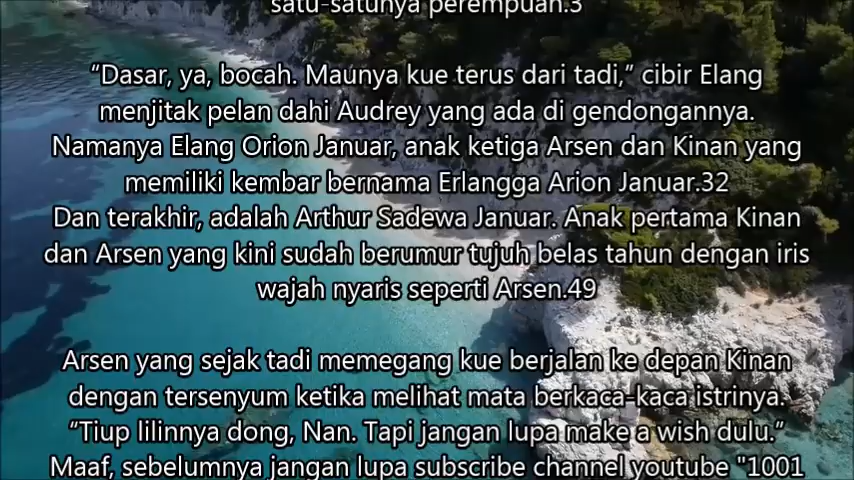 satu-satunya perempuan.3
“Dasar, ya, bocah. Maunya kue terus dari tadi,” cibir Elang
menjitak pelan dahi Audrey yang ada di gendongannya.
Namanya Elang Orion Januar, anak ketiga Arsen dan Kinan yang
memiliki kembar bernama Erlangga Arion Januar.32
Dan terakhir, adalah Arthur Sadewa Januar. Anak pertama Kinan
dan Arsen yang kini sudah berumur tujuh belas tahun dengan iris
wajah nyaris seperti Arsen.49
Arsen yang sejak tadi memegang kue berjalan ke depan Kinan
dengan tersenyum ketika melihat mata berkaca-kaca istrinya.
“Tiup lilinnya dong, Nan. Tapi jangan lupa make a wish dulu.”
Maaf, sebelumnya jangan lupa subscribe channel youtube "1001